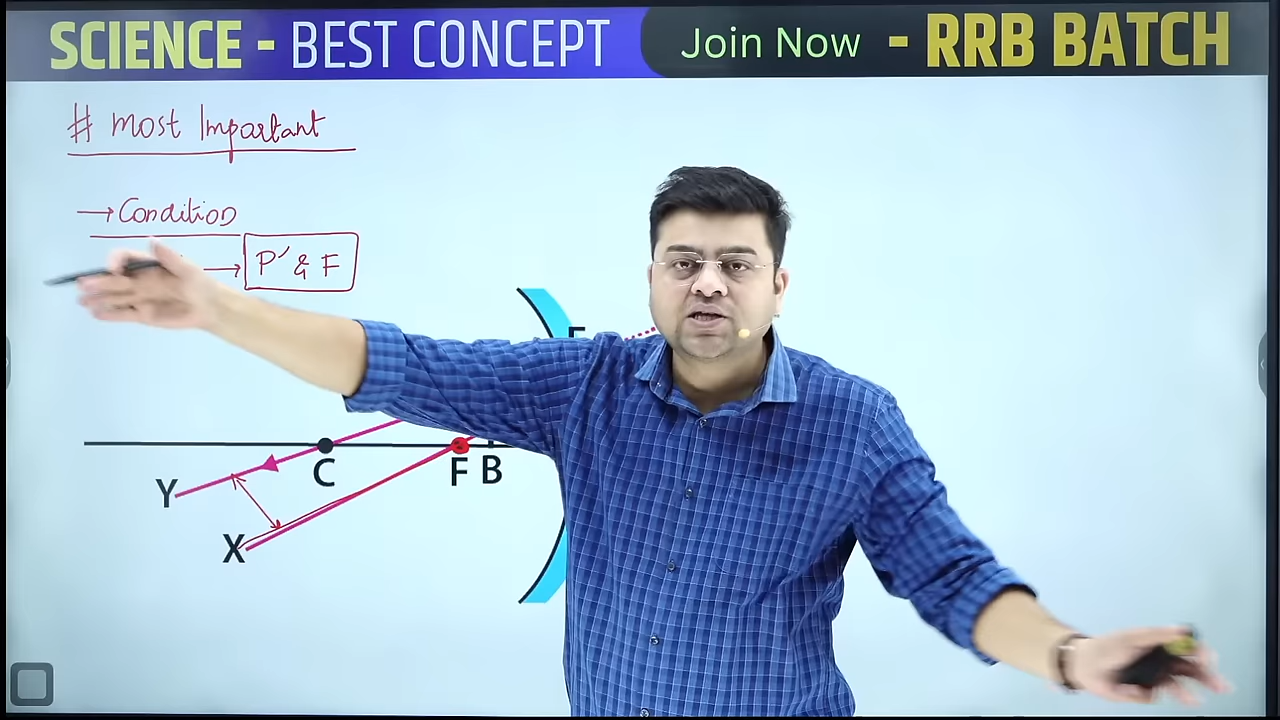 SCIENCE - BEST CONCEPT Join Now - RRB BATCH
# Most Important
→ Condition
→ P' & F
C
F B
Y
X